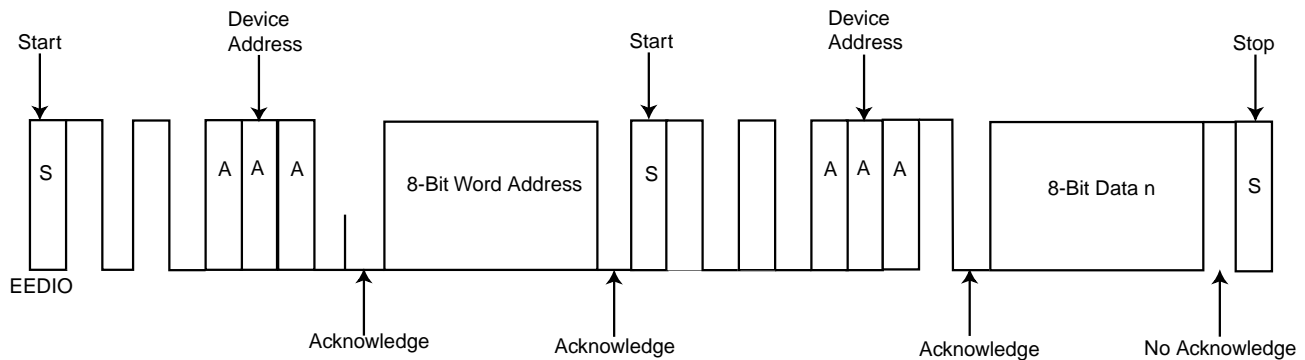 Start
Device
Address
Start
Device
Address
Stop
S
A
A
A
8-Bit Word Address
S
A
A
A
8-Bit Data n
S
EEDIO
Acknowledge
Acknowledge
Acknowledge
No Acknowledge